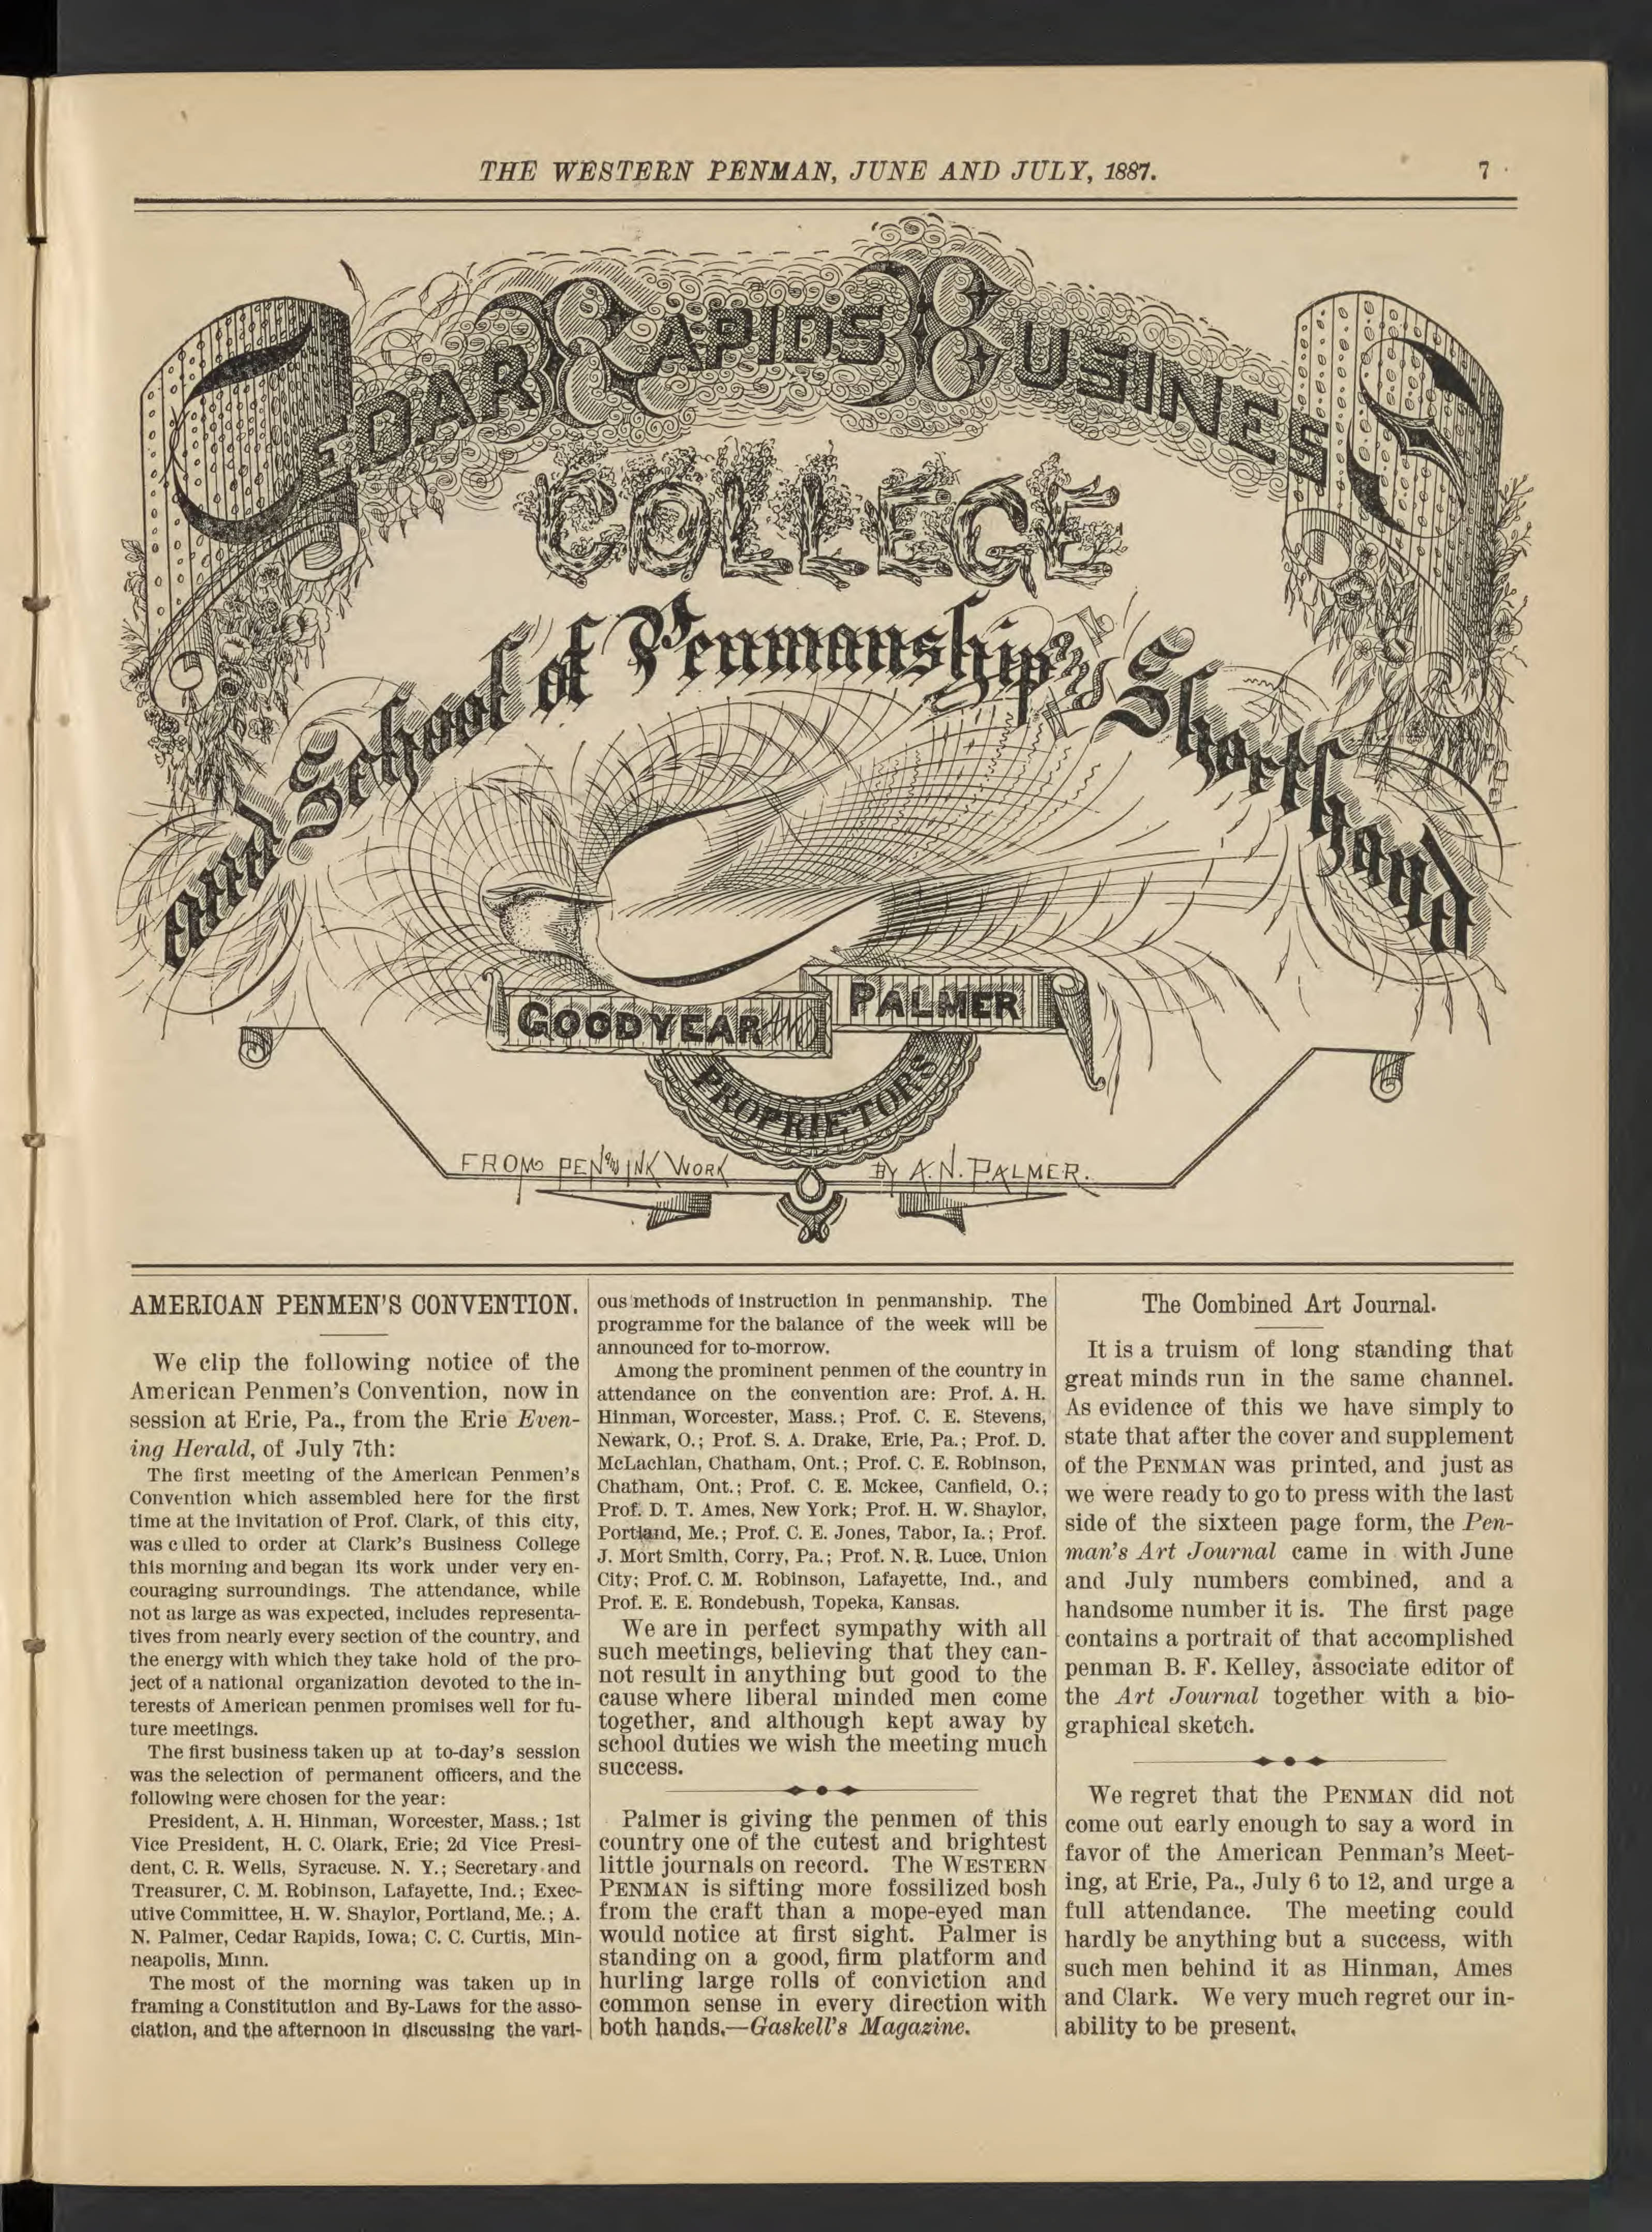 THE WESTERN PENMAN, JUNE AND JULY, 1887.
7
CEDAR RAPIDS BUSINESS
COLLEGE
and School of Penmanship and Shorthand
GOODYEAR AND PALMER
PROPRIETORS
FROM PEN AND INK WORK BY A.N. PALMER.
AMERICAN PENMEN'S CONVENTION.
We clip the following notice of the
American Penmen's Convention, now in
session at Erie, Pa., from the Erie Even-
ing Herald, of July 7th:
The first meeting of the American Penmen's
Convention which assembled here for the first
time at the invitation of Prof. Clark, of this city,
was called to order at Clark's Business College
this morning and began its work under very en-
couraging surroundings. The attendance, while
not as large as was expected, includes representa-
tives from nearly every section of the country, and
the energy with which they take hold of the pro-
ject of a national organization devoted to the in-
terests of American penmen promises well for fu-
ture meetings.
The first business taken up at to-day's session
was the selection of permanent officers, and the
following were chosen for the year:
President, A. H. Hinman, Worcester, Mass.; 1st
Vice President, H. C. Clark, Erie; 2d Vice Presi-
dent, C. R. Wells, Syracuse. N. Y.; Secretary and
Treasurer, C. M. Robinson, Lafayette, Ind.; Exec-
utive Committee, H. W. Shaylor, Portland, Me.; A.
N. Palmer, Cedar Rapids, Iowa; C. C. Curtis, Min-
neapolis, Minn.
The most of the morning was taken up in
framing a Constitution and By-Laws for the asso-
ciation, and the afternoon in discussing the vari-
ous methods of instruction in penmanship. The
programme for the balance of the week will be
announced for to-morrow.
Among the prominent penmen of the country in
attendance on the convention are: Prof. A. H.
Hinman, Worcester, Mass.; Prof. C. E. Stevens,
Newark, O.; Prof. S. A. Drake, Erie, Pa.; Prof. D.
McLachlan, Chatham, Ont.; Prof. C. E. Robinson,
Chatham, Ont.; Prof. C. E. Mckee, Canfield, O.;
Prof. D. T. Ames, New York; Prof. H. W. Shaylor,
Portland, Me.; Prof. C. E. Jones, Tabor, Ia.; Prof.
J. Mort Smith, Corry, Pa.; Prof. N. R. Luce, Union
City; Prof. C. M. Robinson, Lafayette, Ind., and
Prof. E. E. Rondebush, Topeka, Kansas.
We are in perfect sympathy with all
such meetings, believing that they can-
not result in anything but good to the
cause where liberal minded men come
together, and although kept away by
school duties we wish the meeting much
success.
Palmer is giving the penmen of this
country one of the cutest and brightest
little journals on record. The WESTERN
PENMAN is sifting more fossilized bosh
from the craft than a mope-eyed man
would notice at first sight. Palmer is
standing on a good, firm platform and
hurling large rolls of conviction and
common sense in every direction with
both hands.—Gaskell's Magazine.
The Combined Art Journal.
It is a truism of long standing that
great minds run in the same channel.
As evidence of this we have simply to
state that after the cover and supplement
of the PENMAN was printed, and just as
we were ready to go to press with the last
side of the sixteen page form, the Pen-
man's Art Journal came in with June
and July numbers combined, and a
handsome number it is. The first page
contains a portrait of that accomplished
penman B. F. Kelley, associate editor of
the Art Journal together with a bio-
graphical sketch.
We regret that the PENMAN did not
come out early enough to say a word in
favor of the American Penman's Meet-
ing, at Erie, Pa., July 6 to 12, and urge a
full attendance. The meeting could
hardly be anything but a success, with
such men behind it as Hinman, Ames
and Clark. We very much regret our in-
ability to be present.